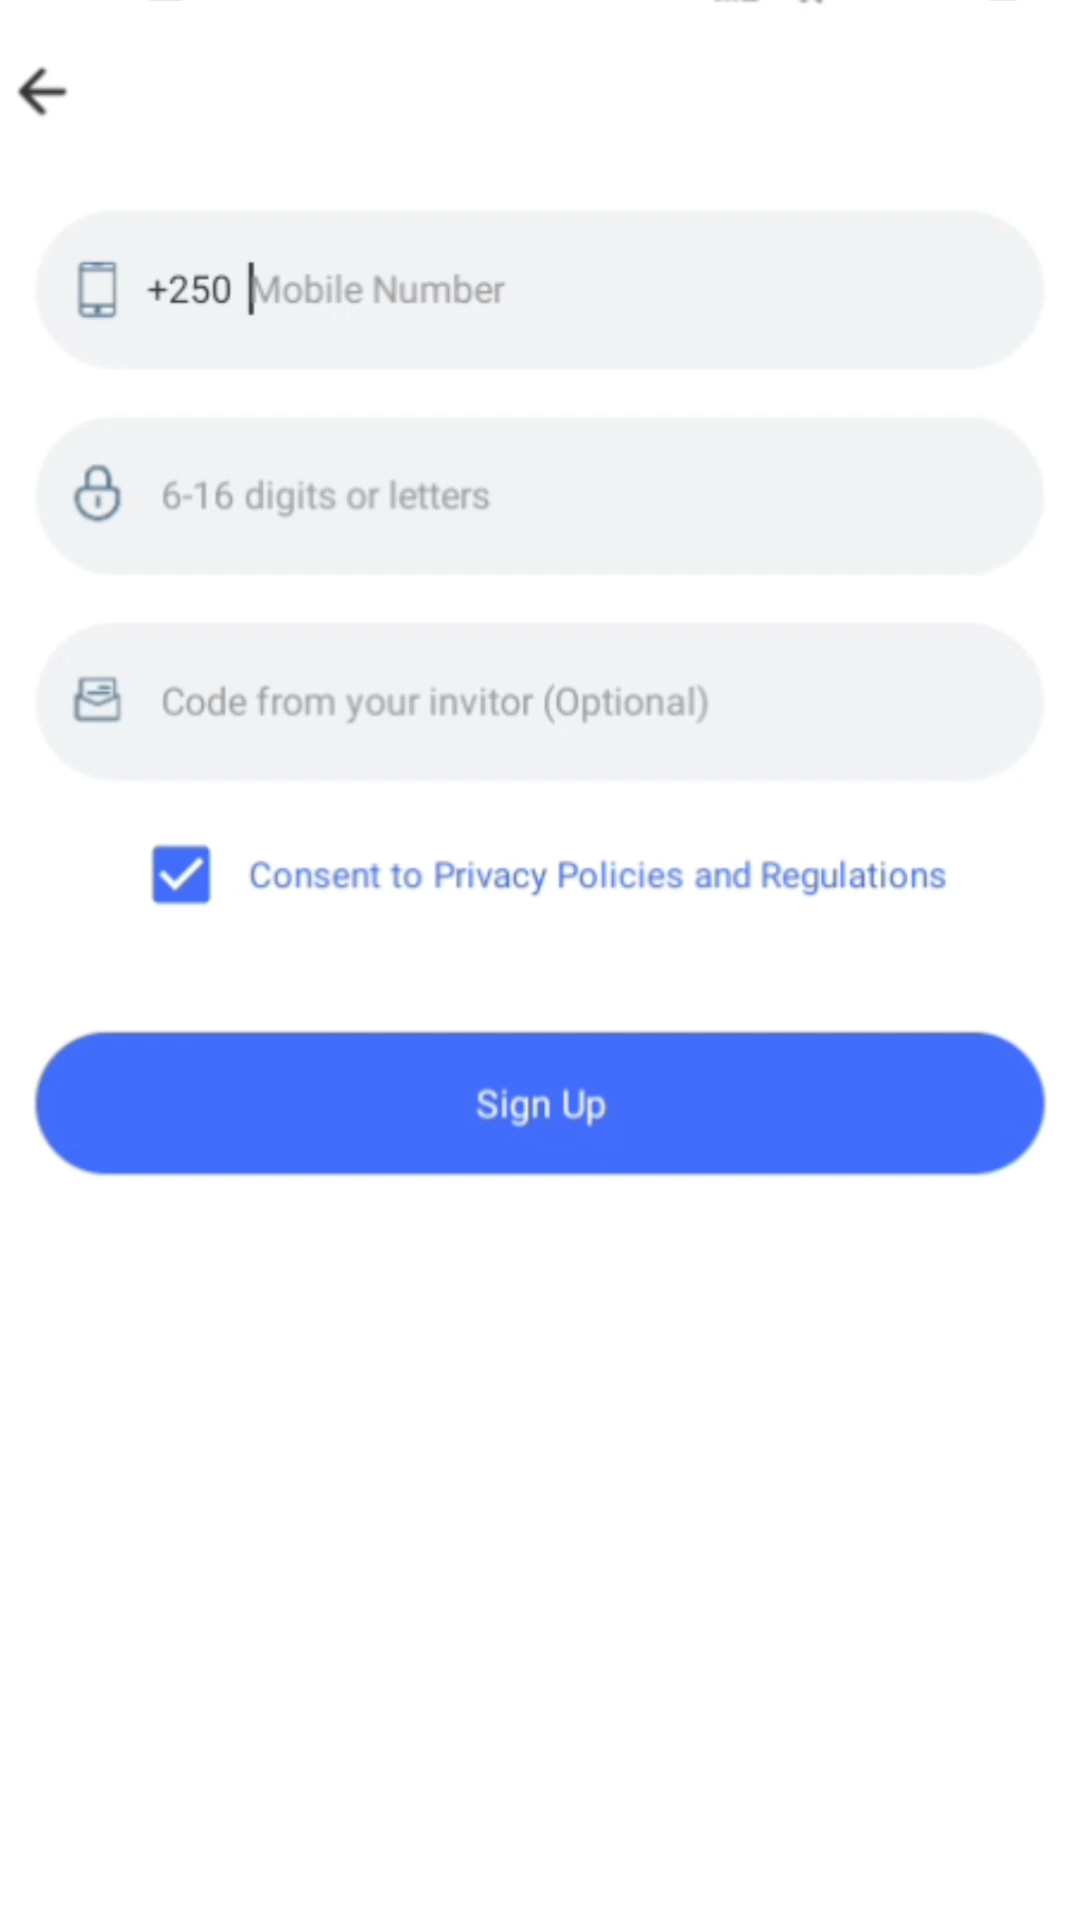 +250 Mobile Number
6-16 digits or letters
Code from your invitor (Optional)
Consent to Privacy Policies and Regulations
Sign Up